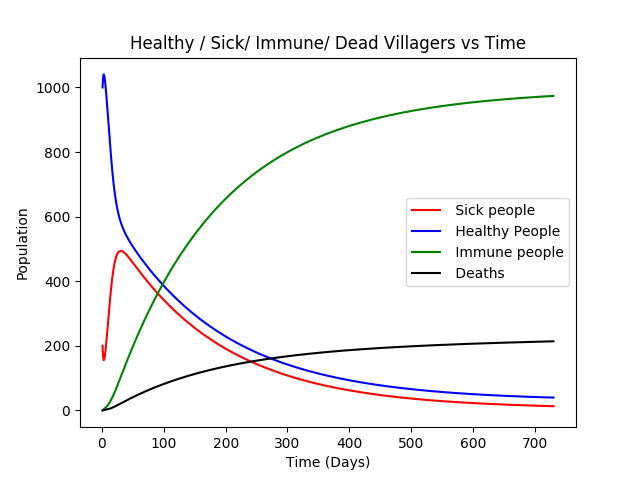 Healthy / Sick/ Immune/ Dead Villagers vs Time
1000
800
600
400
200
0
Population
Sick people
Healthy People
Immune people
Deaths
0 100 200 300 400 500 600 700
Time (Days)